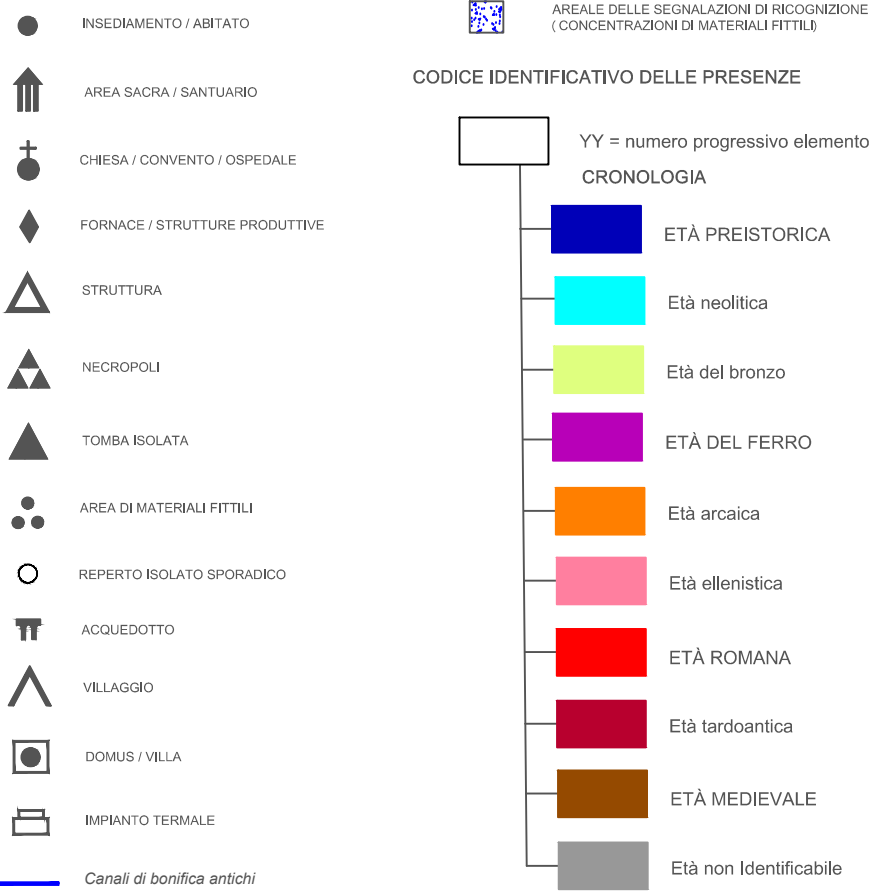 INSEDIAMENTO / ABITATO
AREA SACRA / SANTUARIO
CHIESA / CONVENTO / OSPEDALE
FORNACE / STRUTTURE PRODUTTIVE
STRUTTURA
NECROPOLI
TOMBA ISOLATA
AREA DI MATERIALI FITTILI
REPERTO ISOLATO SPORADICO
ACQUEDOTTO
VILLAGGIO
DOMUS / VILLA
IMPIANTO TERMALE
Canali di bonifica antichi
AREALE DELLE SEGNALAZIONI DI RICOGNIZIONE
( CONCENTRAZIONI DI MATERIALI FITTILI)
CODICE IDENTIFICATIVO DELLE PRESENZE
YY = numero progressivo elemento
CRONOLOGIA
ETÀ PREISTORICA
Età neolitica
Età del bronzo
ETÀ DEL FERRO
Età arcaica
Età ellenistica
ETÀ ROMANA
Età tardoantica
ETÀ MEDIEVALE
Età non Identificabile